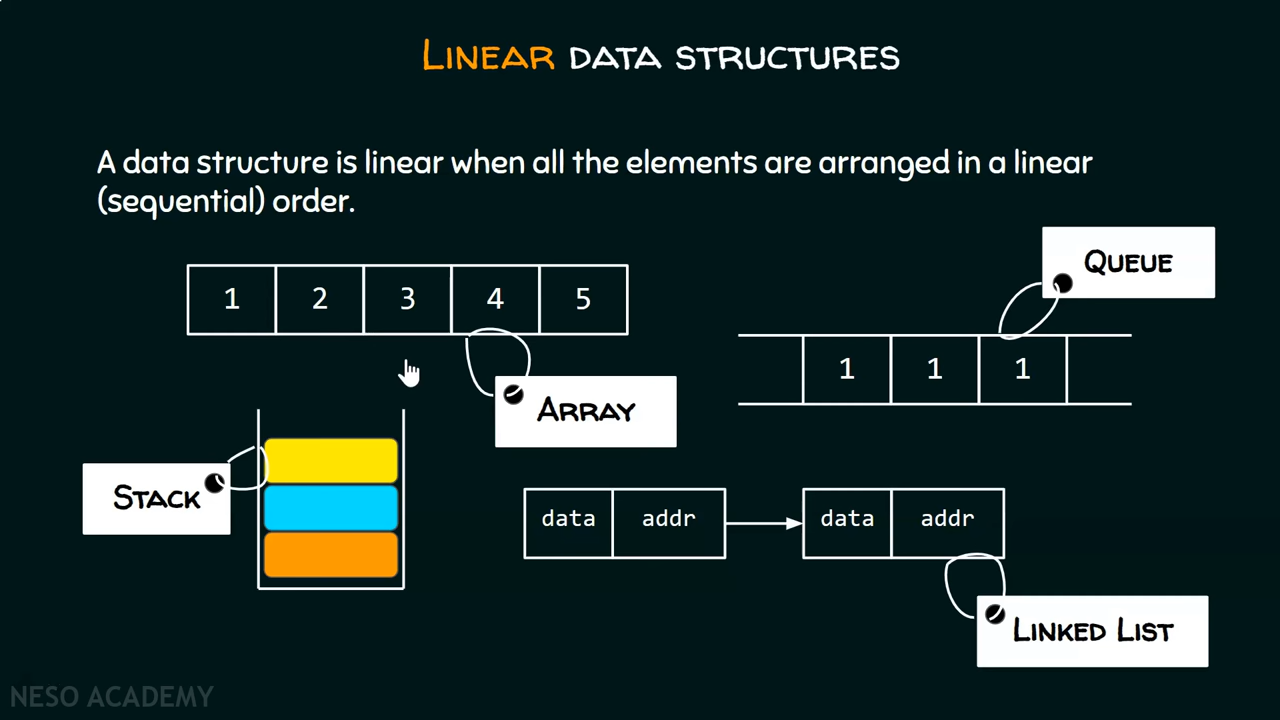 LINEAR DATA STRUCTURES
A data structure is linear when all the elements are arranged in a linear
(sequential) order.
QUEUE
1 2 3 4 5
1 1 1
ARRAY
STACK
data addr data addr
LINKED LIST
NESO ACADEMY